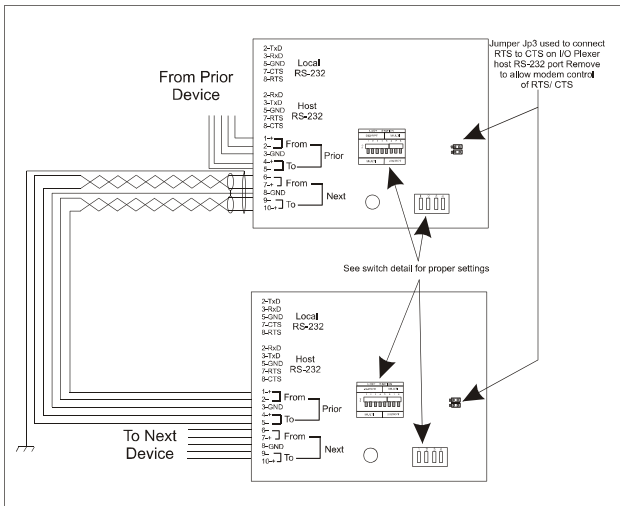 Jumper Jp3 used to connect
RTS to CTS on I/O Plexer
host RS-232 port Remove
to allow modem control
of RTS/ CTS
From Prior
Device
2-TxD
3-RxD
5-GND
7-CTS
8-RTS
Local
RS-232
2-RxD
3-TxD
5-GND
7-RTS
8-CTS
Host
RS-232
1-+
2-
3-GND
4-+
5-
From
To
Prior
6-
7-+
8-GND
9-
10-+
From
To
Next
See switch detail for proper settings
2-TxD
3-RxD
5-GND
7-CTS
8-RTS
Local
RS-232
2-RxD
3-TxD
5-GND
7-RTS
8-CTS
Host
RS-232
1-+
2-
3-GND
4-+
5-
From
To
Prior
6-
7-+
8-GND
9-
10-+
From
To
Next
To Next
Device